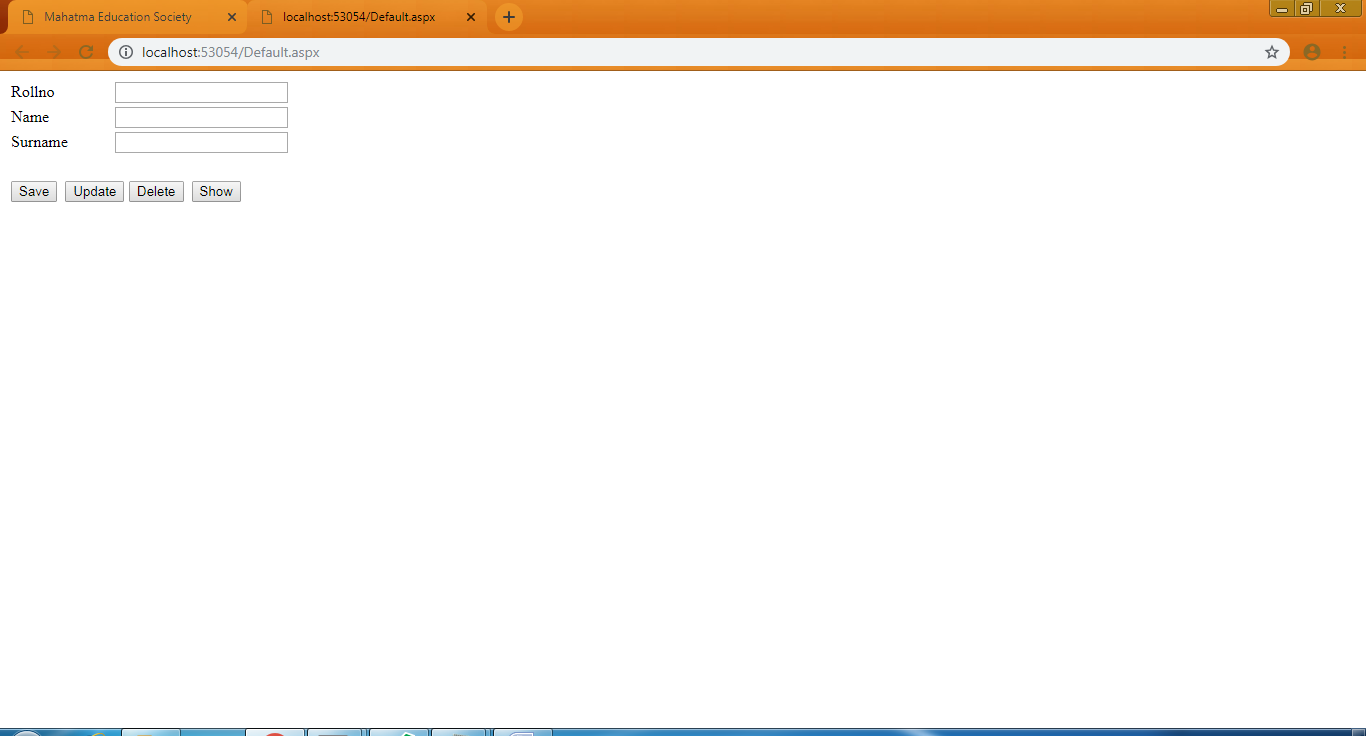 Mahatma Education Society
localhost:53054/Default.aspx
localhost:53054/Default.aspx
Rollno
Name
Surname
Save Update Delete Show